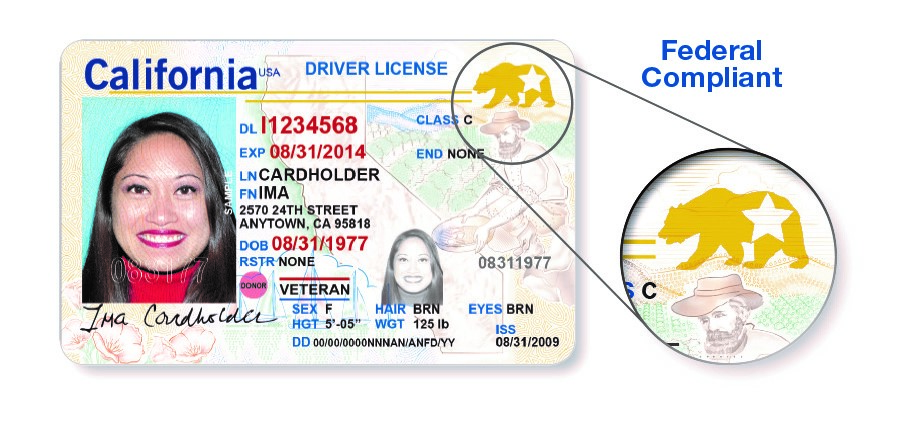 California USA DRIVER LICENSE
Federal
Compliant
DL I1234568
CLASS C
EXP 08/31/2014
END NONE
LN CARDHOLDER
FN IMA
2570 24TH STREET
ANYTOWN, CA 95818
DOB 08/31/1977
RSTR NONE
08311977
SAMPLE
083177
DONOR
VETERAN
SEX F HAIR BRN EYES BRN
HGT 5'-05" WGT 125 lb
ISS
DD 00/00/0000NNNAN/ANFD/YY 08/31/2009
Ima Cardholder
S C